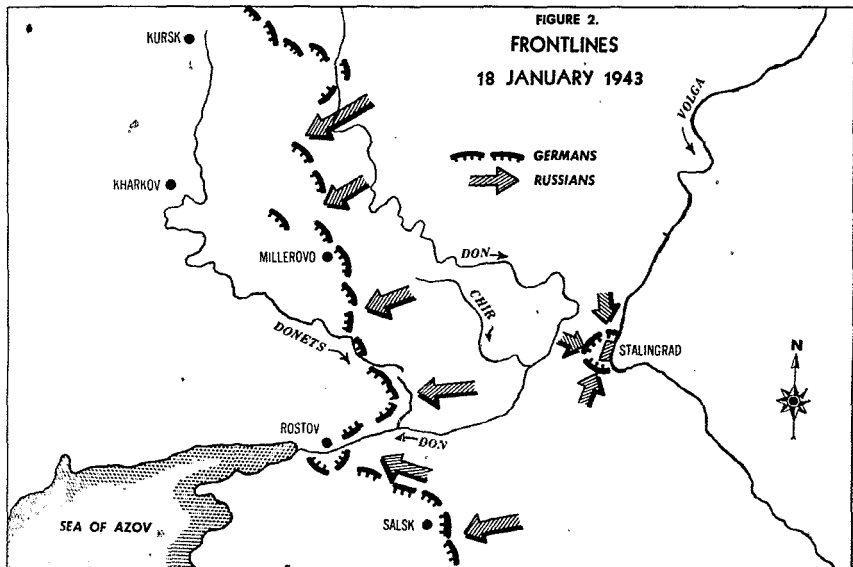 FIGURE 2.
FRONTLINES
18 JANUARY 1943
KURSK
VOLGA
GERMANS
RUSSIANS
KHARKOV
MILLEROVO
DON
CHIR
DONETS
STALINGRAD
N
ROSTOV
DON
SEA OF AZOV
SALSK